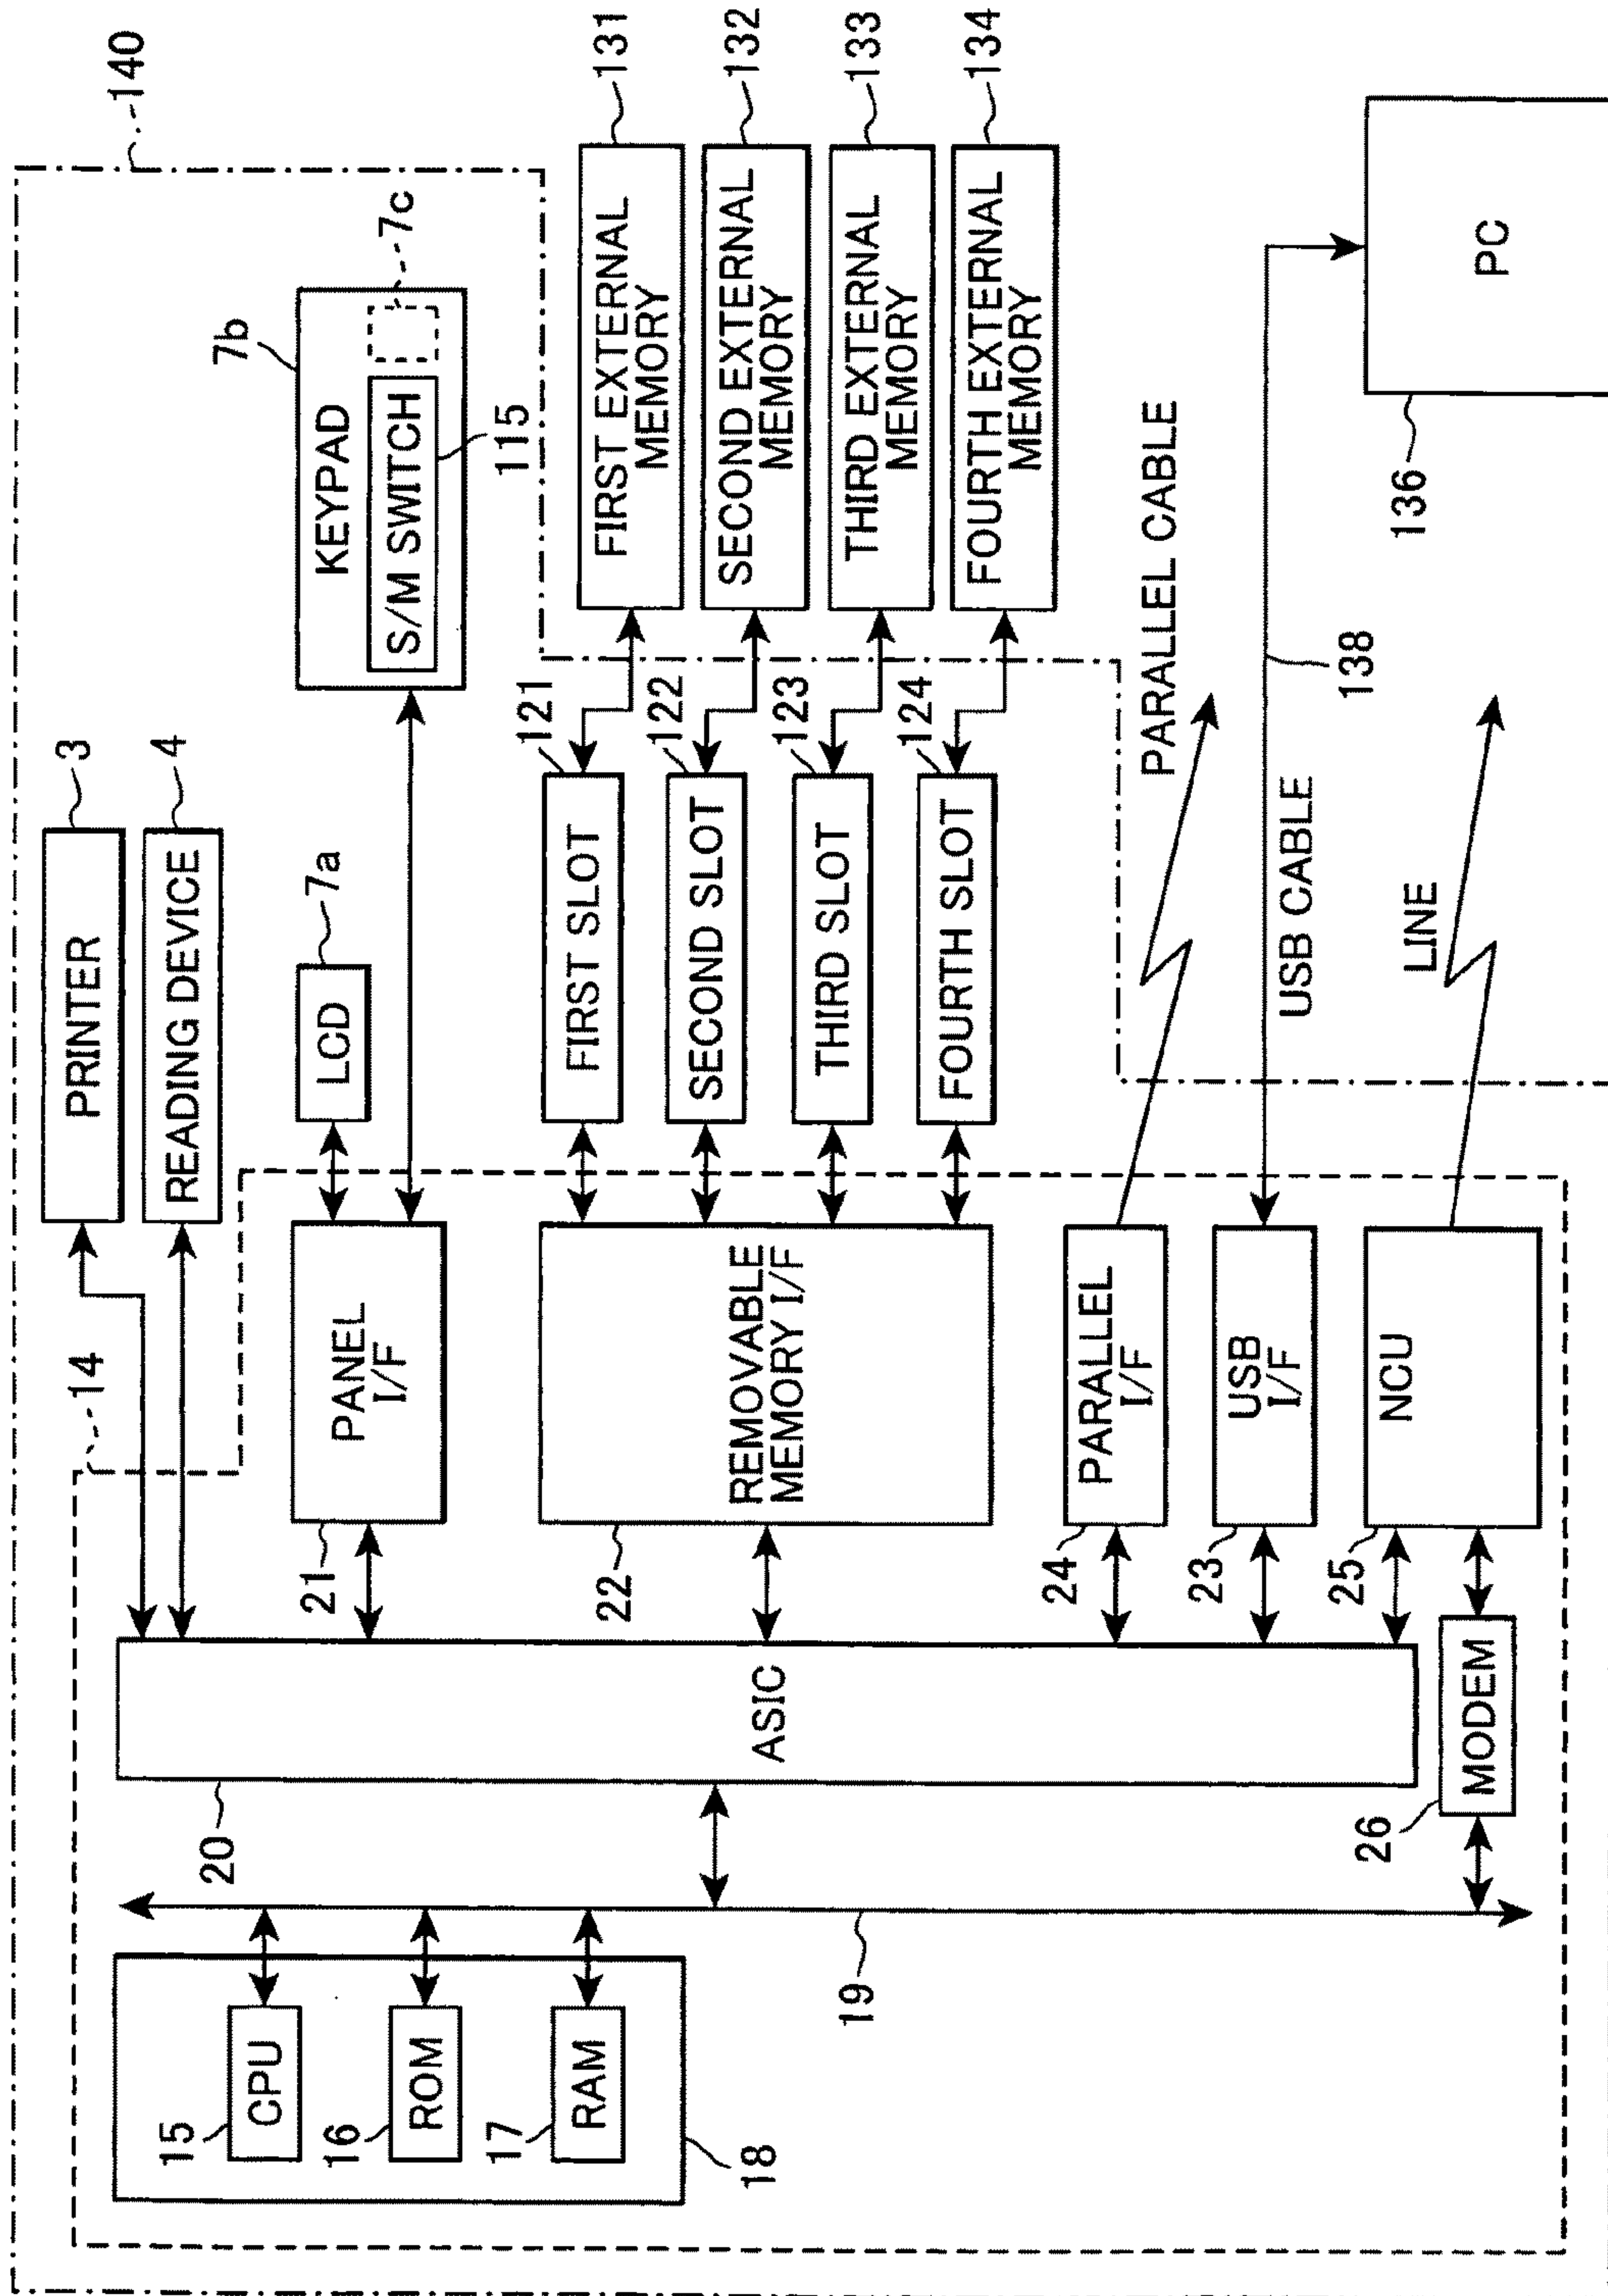 140
14
3
PRINTER
4
READING DEVICE
7a
LCD
7b
KEYPAD
S/M SWITCH
7c
115
21
PANEL
I/F
15
CPU
16
ROM
17
RAM
18
19
20
ASIC
22
REMOVABLE
MEMORY I/F
121
FIRST SLOT
122
SECOND SLOT
123
THIRD SLOT
124
FOURTH SLOT
FIRST EXTERNAL
MEMORY
131
SECOND EXTERNAL
MEMORY
132
THIRD EXTERNAL
MEMORY
133
FOURTH EXTERNAL
MEMORY
134
24
PARALLEL
I/F
PARALLEL CABLE
23
USB
I/F
USB CABLE
138
136
PC
25
NCU
LINE
26
MODEM